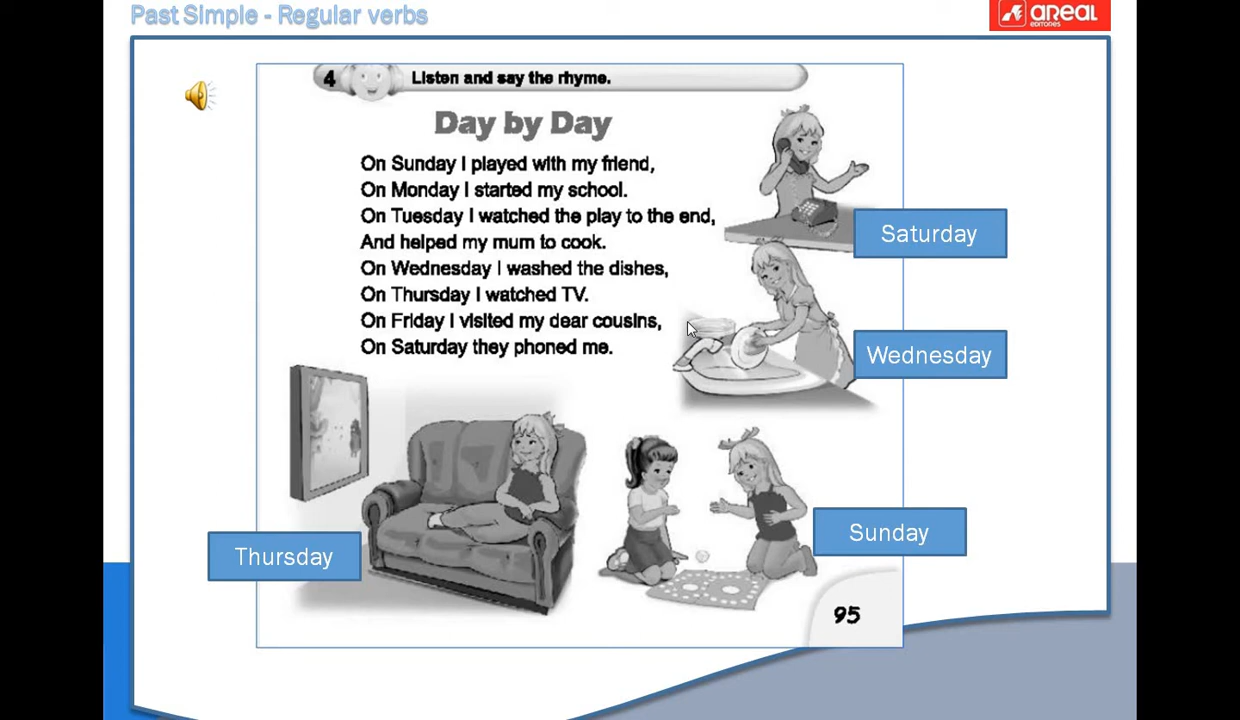 Past Simple - Regular verbs
areal
EDITORES
4 Listen and say the rhyme.
Day by Day
On Sunday I played with my friend,
On Monday I started my school.
On Tuesday I watched the play to the end,
And helped my mum to cook.
On Wednesday I washed the dishes,
On Thursday I watched TV.
On Friday I visited my dear cousins,
On Saturday they phoned me.
Saturday
Wednesday
Thursday
Sunday
95